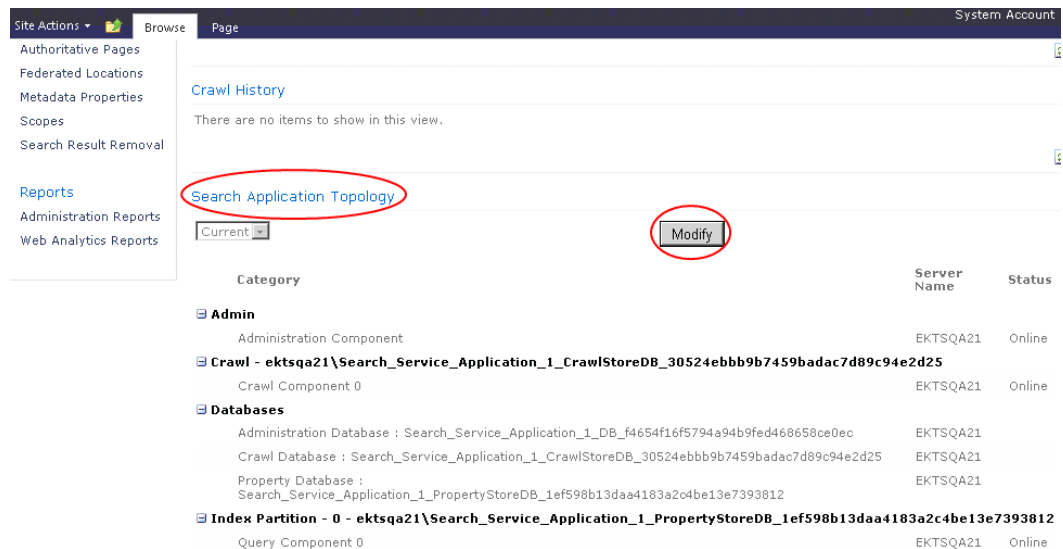 System Account
Site Actions
Browse
Page
Authoritative Pages
Federated Locations
Metadata Properties
Scopes
Search Result Removal
Reports
Administration Reports
Web Analytics Reports
Crawl History
There are no items to show in this view.
Search Application Topology
Current
Modify
Category
Server
Name
Status
Admin
Administration Component EKTSQA21 Online
Crawl - ektsqa21\Search_Service_Application_1_CrawlStoreDB_30524ebbb9b7459badac7d89c94e2d25
Crawl Component 0 EKTSQA21 Online
Databases
Administration Database : Search_Service_Application_1_DB_f4654f16f5794a94b9fed468658ce0ec EKTSQA21
Crawl Database : Search_Service_Application_1_CrawlStoreDB_30524ebbb9b7459badac7d89c94e2d25 EKTSQA21
Property Database :
Search_Service_Application_1_PropertyStoreDB_1ef598b13daa4183a2c4be13e7393812 EKTSQA21
Index Partition - 0 - ektsqa21\Search_Service_Application_1_PropertyStoreDB_1ef598b13daa4183a2c4be13e7393812
Query Component 0 EKTSQA21 Online